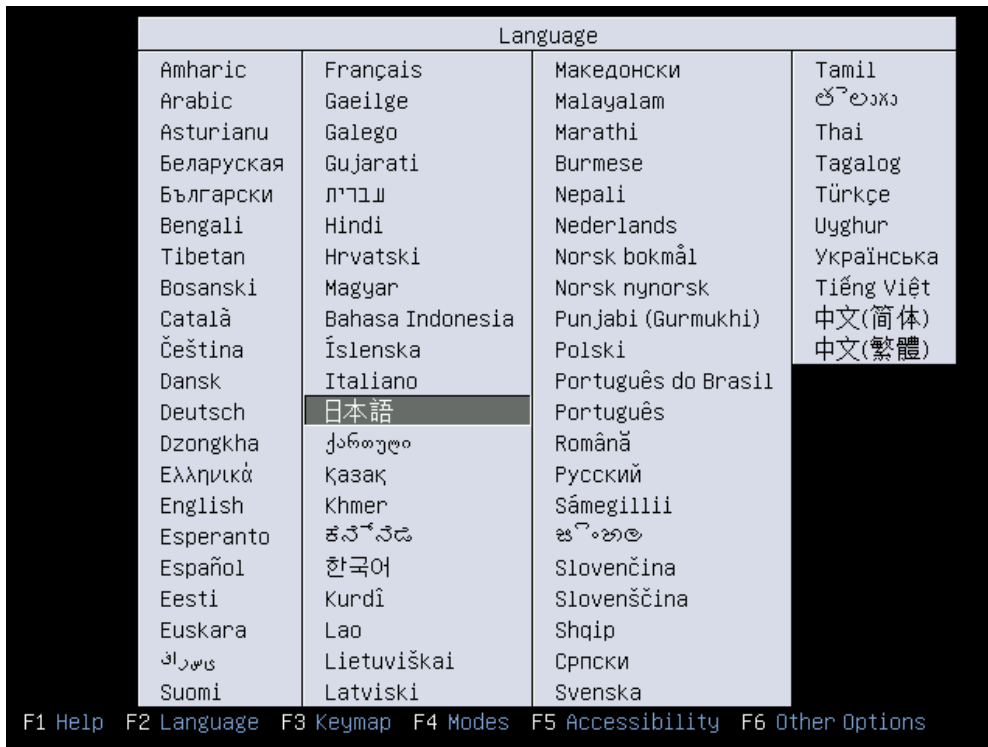 Language
Amharic
Arabic
Asturianu
Беларуская
Български
Bengali
Tibetan
Bosanski
Català
Čeština
Dansk
Deutsch
Dzongkha
Ελληνικά
English
Esperanto
Español
Eesti
Euskara
ﻰﺳﺭﺎﻓ
Suomi
Français
Gaeilge
Galego
Gujarati
עברית
Hindi
Hrvatski
Magyar
Bahasa Indonesia
Íslenska
Italiano
日本語
ქართული
Қазақ
Khmer
ಕನ್ನಡ
한국어
Kurdî
Lao
Lietuviškai
Latviski
Македонски
Malayalam
Marathi
Burmese
Nepali
Nederlands
Norsk bokmål
Norsk nynorsk
Punjabi (Gurmukhi)
Polski
Português do Brasil
Português
Română
Русский
Sámegillii
සිංහල
Slovenčina
Slovenščina
Shqip
Српски
Svenska
Tamil
తెలుగు
Thai
Tagalog
Türkçe
Uyghur
Українська
Tiếng Việt
中文(简体)
中文(繁體)
F1 Help F2 Language F3 Keymap F4 Modes F5 Accessibility F6 Other Options